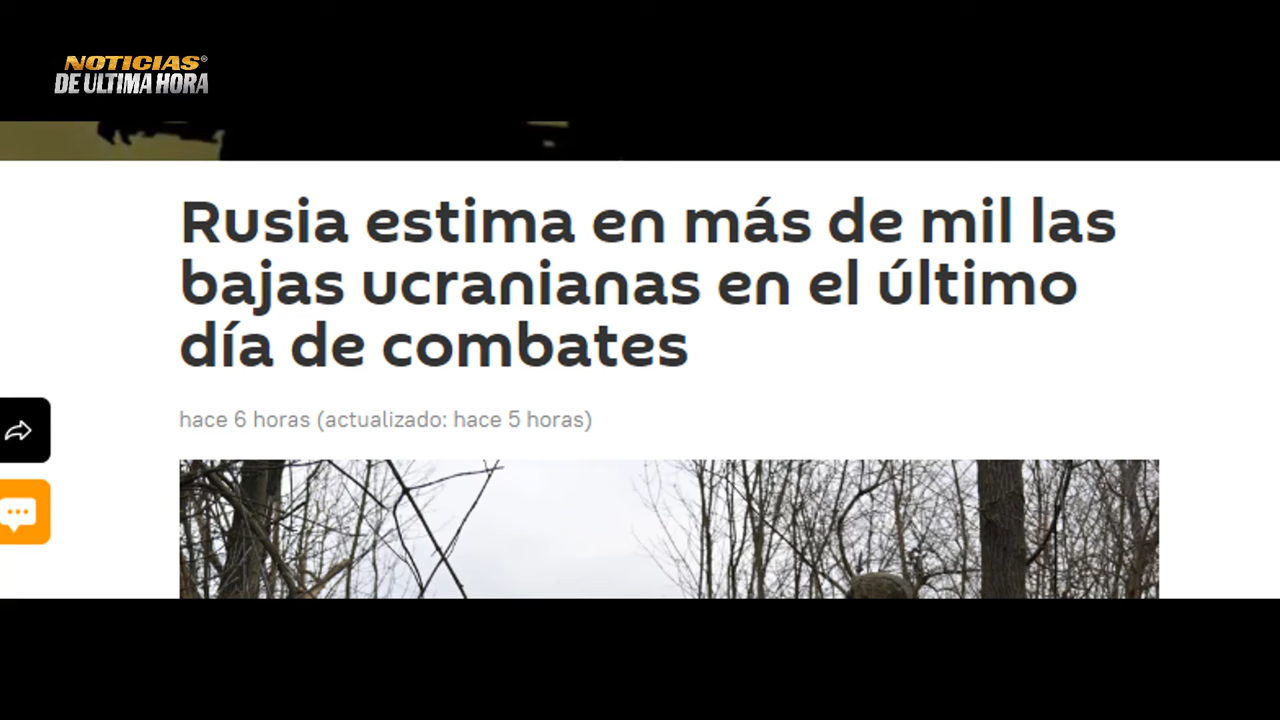 NOTICIAS®
DE ULTIMA HORA
Rusia estima en más de mil las
bajas ucranianas en el último
día de combates
hace 6 horas (actualizado: hace 5 horas)